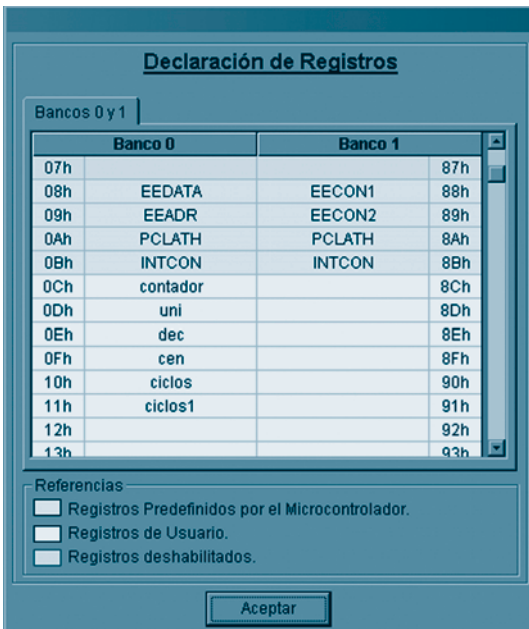 Declaración de Registros
Bancos 0 y 1
Banco 0 Banco 1
07h 87h
08h EEDATA EECON1 88h
09h EEADR EECON2 89h
0Ah PCLATH PCLATH 8Ah
0Bh INTCON INTCON 8Bh
0Ch contador 8Ch
0Dh uni 8Dh
0Eh dec 8Eh
0Fh cen 8Fh
10h ciclos 90h
11h ciclos1 91h
12h 92h
13h 93h
Referencias
Registros Predefinidos por el Microcontrolador.
Registros de Usuario.
Registros deshabilitados.
Aceptar